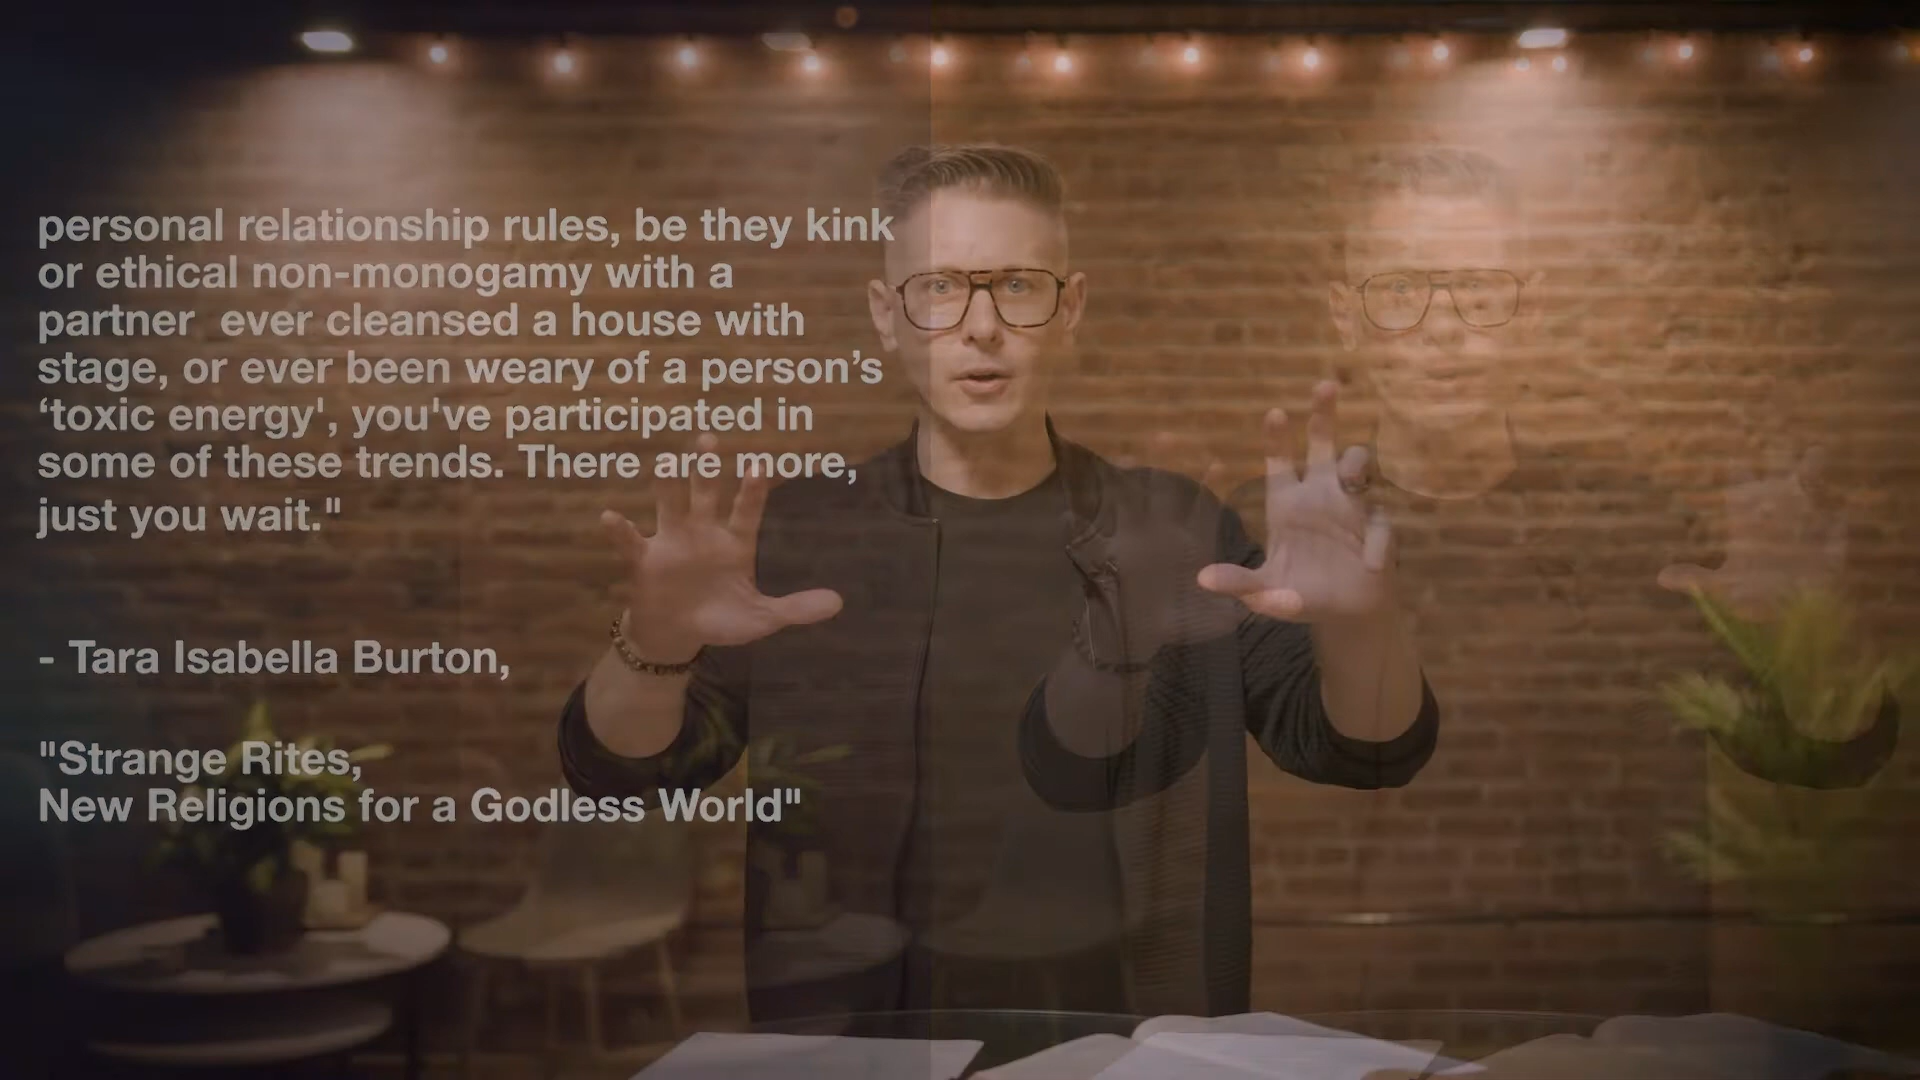 personal relationship rules, be they kink
or ethical non-monogamy with a
partner  ever cleansed a house with
stage, or ever been weary of a person’s
‘toxic energy', you've participated in
some of these trends. There are more,
just you wait."
- Tara Isabella Burton,
"Strange Rites,
New Religions for a Godless World"